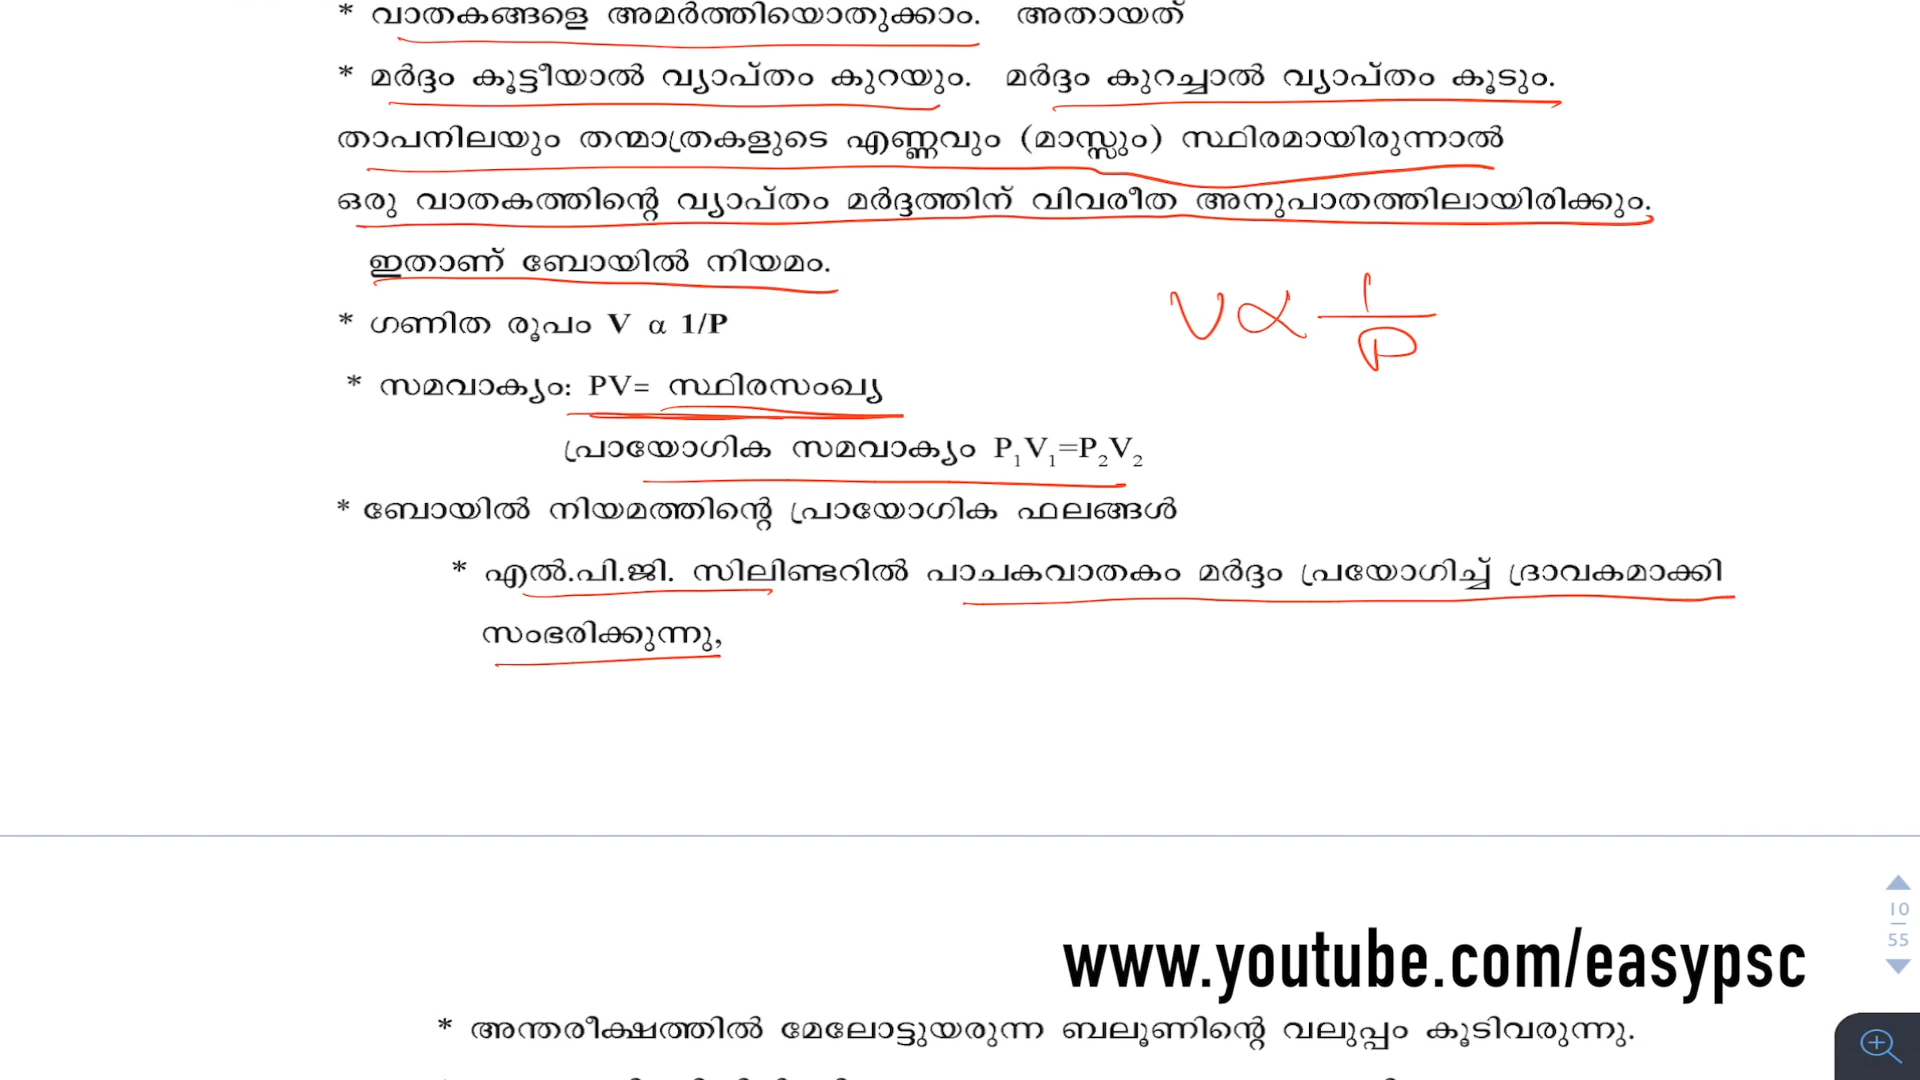 * വാതകങ്ങളെ അമർത്തിയൊതുക്കാം. അതായത്
* മർദ്ദം കൂട്ടീയാൽ വ്യാപ്തം കുറയും. മർദ്ദം കുറച്ചാൽ വ്യാപ്തം കൂടും.
താപനിലയും തന്മാത്രകളുടെ എണ്ണവും (മാസ്സും) സ്ഥിരമായിരുന്നാൽ
ഒരു വാതകത്തിന്റെ വ്യാപ്തം മർദ്ദത്തിന് വിവരീത അനുപാതത്തിലായിരിക്കും.
ഇതാണ് ബോയിൽ നിയമം.
* ഗണിത രൂപം V α 1/P
V ∝ 1/P
* സമവാക്യം: PV= സ്ഥിരസംഖ്യ
പ്രായോഗിക സമവാക്യം P₁V₁=P₂V₂
* ബോയിൽ നിയമത്തിന്റെ പ്രായോഗിക ഫലങ്ങൾ
* എൽ.പി.ജി. സിലിണ്ടറിൽ പാചകവാതകം മർദ്ദം പ്രയോഗിച്ച് ദ്രാവകമാക്കി
സംഭരിക്കുന്നു,
10
55
www.youtube.com/easypsc
* അന്തരീക്ഷത്തിൽ മേലോട്ടുയരുന്ന ബലൂണിന്റെ വലുപ്പം കൂടിവരുന്നു.